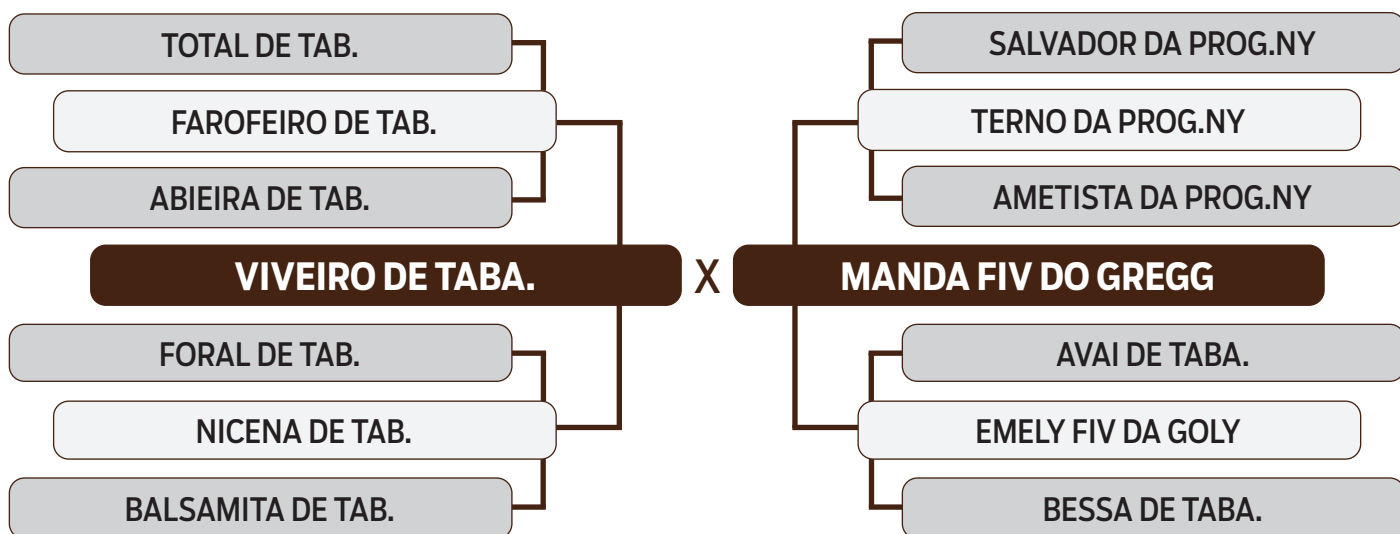 TOTAL DE TAB.
FAROFEIRO DE TAB.
ABIEIRA DE TAB.
VIVEIRO DE TABA.
FORAL DE TAB.
NICENA DE TAB.
BALSAMITA DE TAB.
X
SALVADOR DA PROG.NY
TERNO DA PROG.NY
AMETISTA DA PROG.NY
MANDA FIV DO GREGG
AVAI DE TABA.
EMELY FIV DA GOLY
BESSA DE TABA.